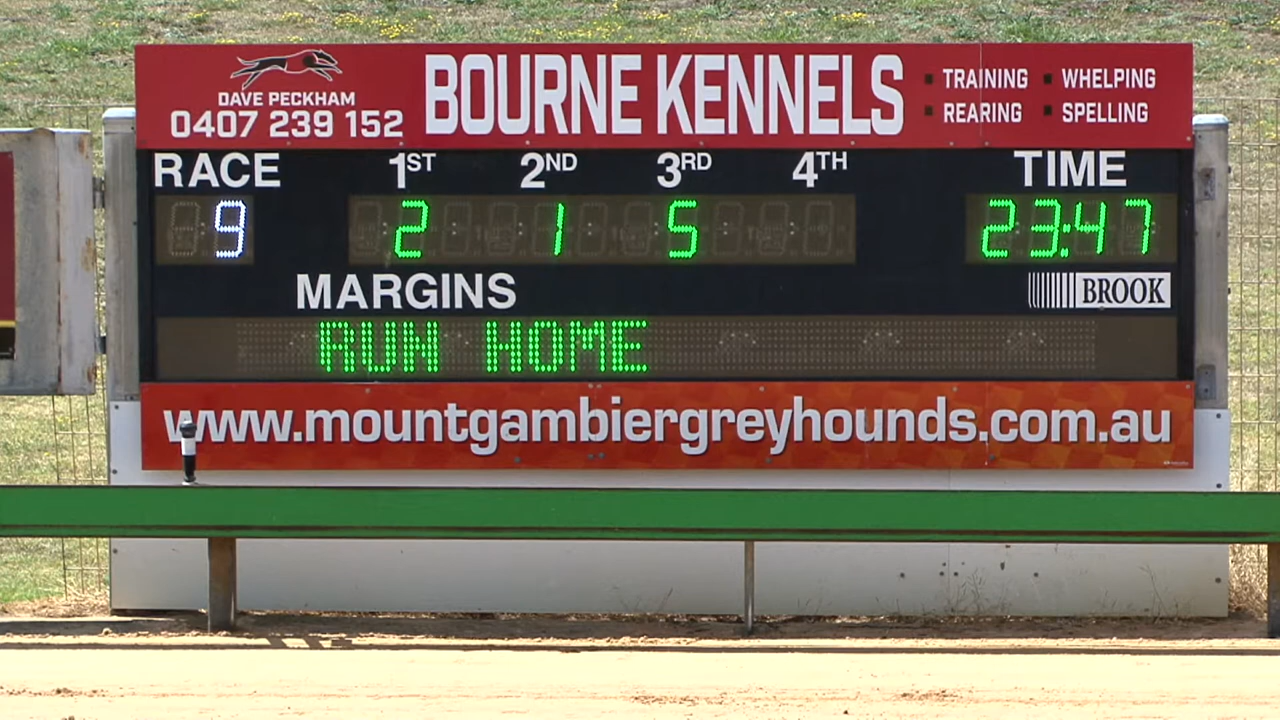 BOURNE KENNELS
DAVE PECKHAM
0407 239 152
▪ TRAINING ▪ WHELPING
▪ REARING ▪ SPELLING
RACE 1ST 2ND 3RD 4TH TIME
9 2 1 5 23:47
MARGINS
BROOK
RUN HOME
www.mountgambiergreyhounds.com.au